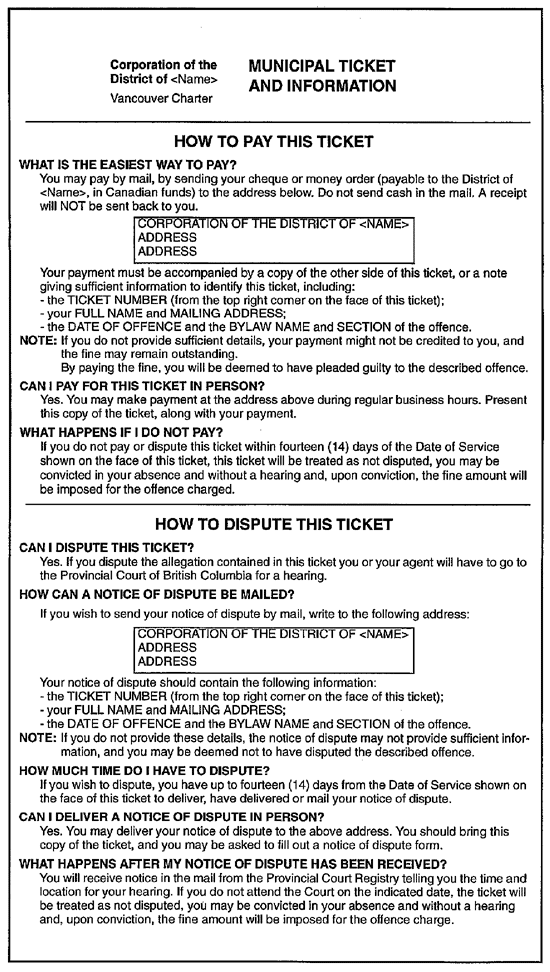 Corporation of the
District of <Name>
Vancouver Charter
MUNICIPAL TICKET
AND INFORMATION
HOW TO PAY THIS TICKET
WHAT IS THE EASIEST WAY TO PAY?
You may pay by mail, by sending your cheque or money order (payable to the District of
<Name>, in Canadian funds) to the address below. Do not send cash in the mail. A receipt
will NOT be sent back to you.
CORPORATION OF THE DISTRICT OF <NAME>
ADDRESS
ADDRESS
Your payment must be accompanied by a copy of the other side of this ticket, or a note
giving sufficient information to identify this ticket, including:
- the TICKET NUMBER (from the top right corner on the face of this ticket);
- your FULL NAME and MAILING ADDRESS;
- the DATE OF OFFENCE and the BYLAW NAME and SECTION of the offence.
NOTE: If you do not provide sufficient details, your payment might not be credited to you, and
the fine may remain outstanding.
By paying the fine, you will be deemed to have pleaded guilty to the described offence.
CAN I PAY FOR THIS TICKET IN PERSON?
Yes. You may make payment at the address above during regular business hours. Present
this copy of the ticket, along with your payment.
WHAT HAPPENS IF I DO NOT PAY?
If you do not pay or dispute this ticket within fourteen (14) days of the Date of Service
shown on the face of this ticket, this ticket will be treated as not disputed, you may be
convicted in your absence and without a hearing and, upon conviction, the fine amount will
be imposed for the offence charged.
HOW TO DISPUTE THIS TICKET
CAN I DISPUTE THIS TICKET?
Yes. If you dispute the allegation contained in this ticket you or your agent will have to go to
the Provincial Court of British Columbia for a hearing.
HOW CAN A NOTICE OF DISPUTE BE MAILED?
If you wish to send your notice of dispute by mail, write to the following address:
CORPORATION OF THE DISTRICT OF <NAME>
ADDRESS
ADDRESS
Your notice of dispute should contain the following information:
- the TICKET NUMBER (from the top right corner on the face of this ticket);
- your FULL NAME and MAILING ADDRESS;
- the DATE OF OFFENCE and the BYLAW NAME and SECTION of the offence.
NOTE: If you do not provide these details, the notice of dispute may not provide sufficient infor-
mation, and you may be deemed not to have disputed the described offence.
HOW MUCH TIME DO I HAVE TO DISPUTE?
If you wish to dispute, you have up to fourteen (14) days from the Date of Service shown on
the face of this ticket to deliver, have delivered or mail your notice of dispute.
CAN I DELIVER A NOTICE OF DISPUTE IN PERSON?
Yes. You may deliver your notice of dispute to the above address. You should bring this
copy of the ticket, and you may be asked to fill out a notice of dispute form.
WHAT HAPPENS AFTER MY NOTICE OF DISPUTE HAS BEEN RECEIVED?
You will receive notice in the mail from the Provincial Court Registry telling you the time and
location for your hearing. If you do not attend the Court on the indicated date, the ticket will
be treated as not disputed, you may be convicted in your absence and without a hearing
and, upon conviction, the fine amount will be imposed for the offence charge.